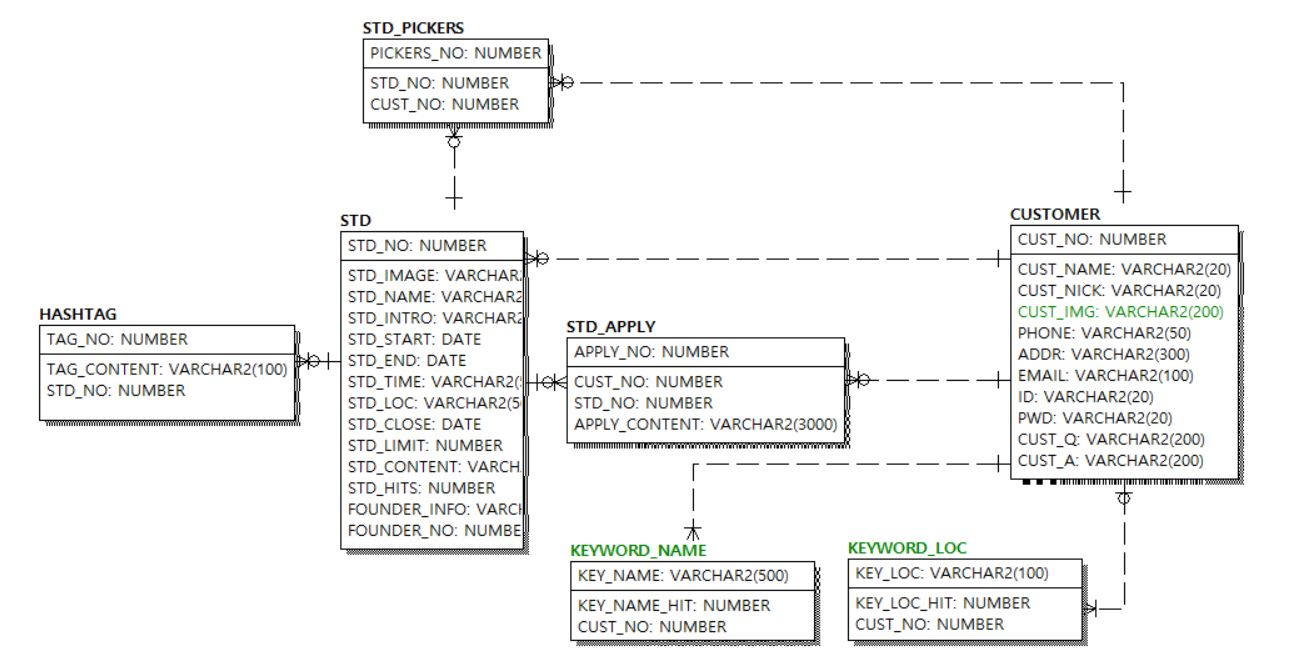 STD_PICKERS
PICKERS_NO: NUMBER
STD_NO: NUMBER
CUST_NO: NUMBER
STD
STD_NO: NUMBER
STD_IMAGE: VARCHAR
STD_NAME: VARCHAR2
STD_INTRO: VARCHAR2
STD_START: DATE
STD_END: DATE
STD_TIME: VARCHAR2(
STD_LOC: VARCHAR2(5
STD_CLOSE: DATE
STD_LIMIT: NUMBER
STD_CONTENT: VARCH
STD_HITS: NUMBER
FOUNDER_INFO: VARCH
FOUNDER_NO: NUMBE
CUSTOMER
CUST_NO: NUMBER
CUST_NAME: VARCHAR2(20)
CUST_NICK: VARCHAR2(20)
CUST_IMG: VARCHAR2(200)
PHONE: VARCHAR2(50)
ADDR: VARCHAR2(300)
EMAIL: VARCHAR2(100)
ID: VARCHAR2(20)
PWD: VARCHAR2(20)
CUST_Q: VARCHAR2(200)
CUST_A: VARCHAR2(200)
HASHTAG
TAG_NO: NUMBER
TAG_CONTENT: VARCHAR2(100)
STD_NO: NUMBER
STD_APPLY
APPLY_NO: NUMBER
CUST_NO: NUMBER
STD_NO: NUMBER
APPLY_CONTENT: VARCHAR2(3000)
KEYWORD_NAME
KEY_NAME: VARCHAR2(500)
KEY_NAME_HIT: NUMBER
CUST_NO: NUMBER
KEYWORD_LOC
KEY_LOC: VARCHAR2(100)
KEY_LOC_HIT: NUMBER
CUST_NO: NUMBER